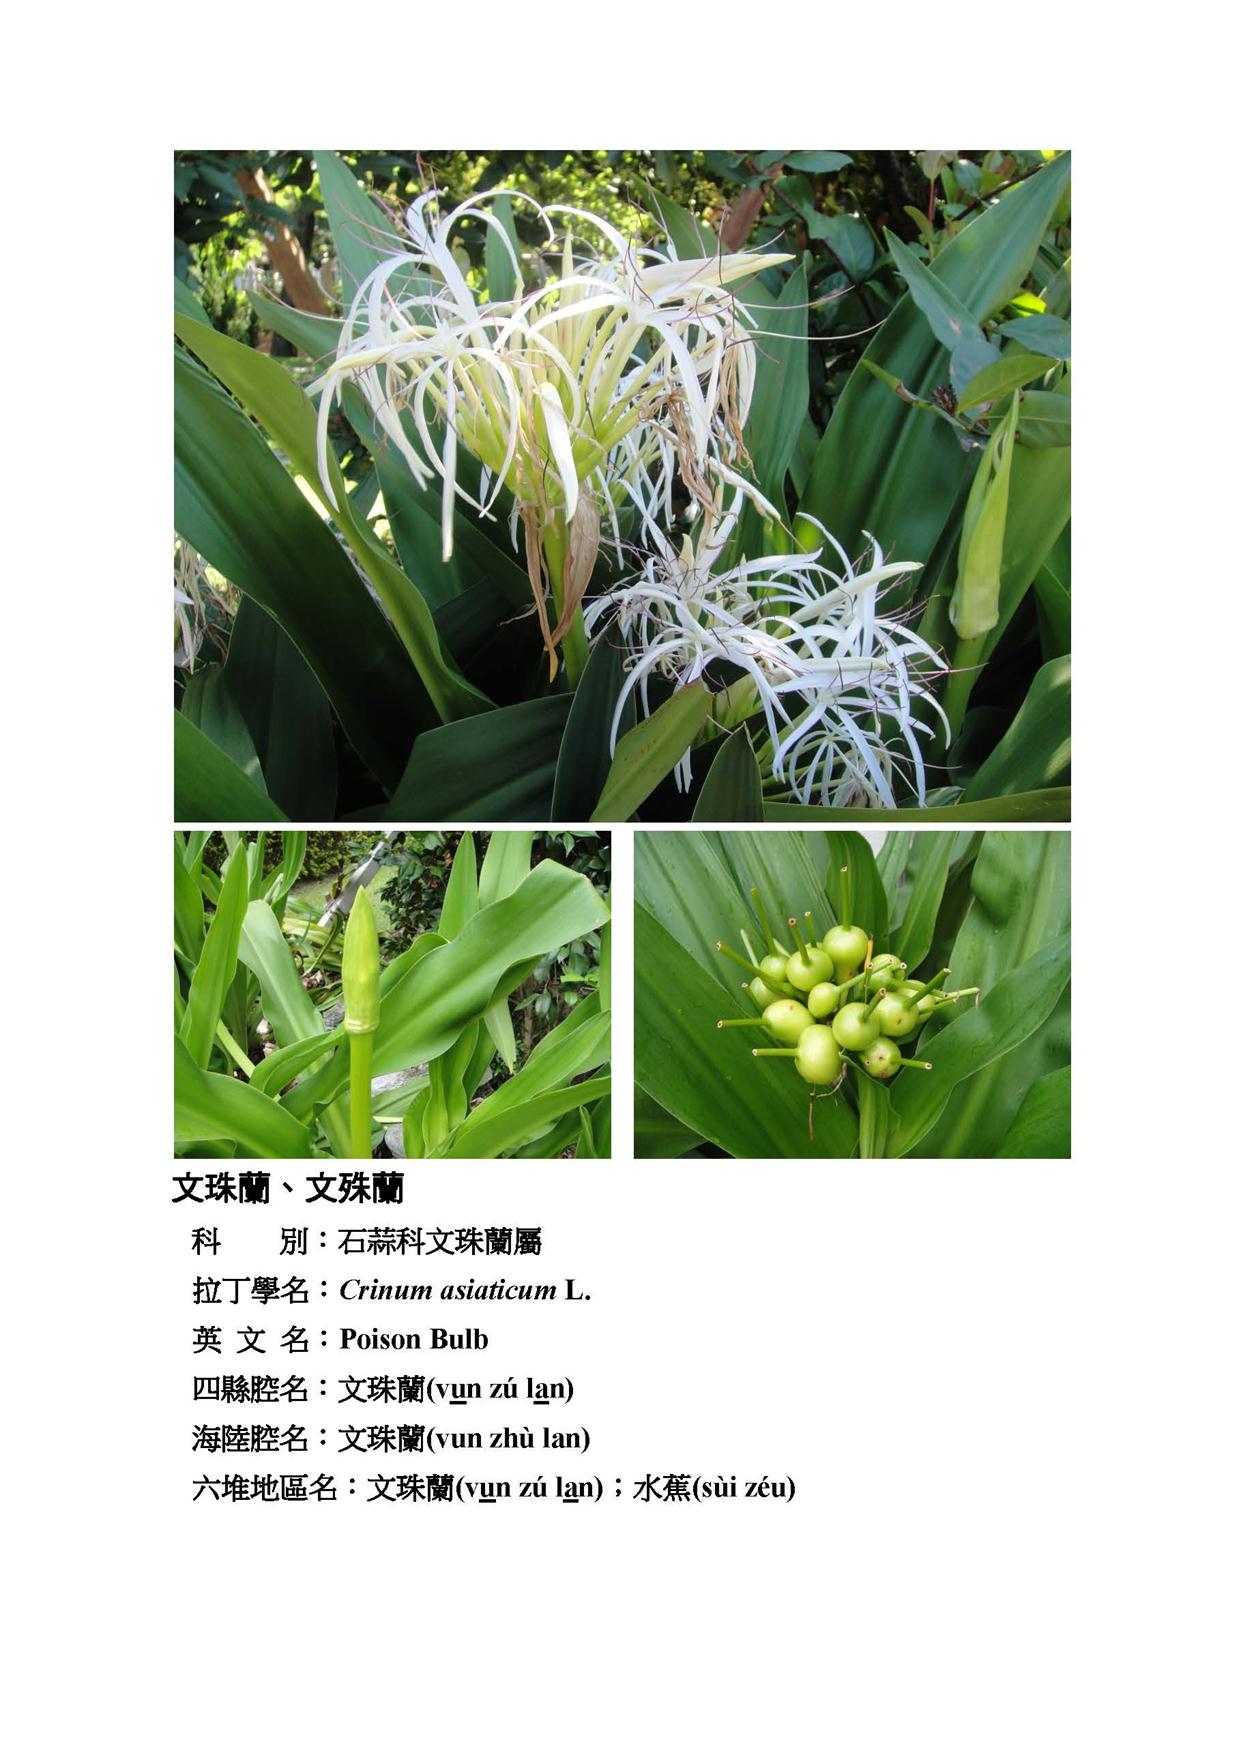 文珠蘭、文殊蘭
科　　別：石蒜科文珠蘭屬
拉丁學名：Crinum asiaticum L.
英 文 名：Poison Bulb
四縣腔名：文珠蘭(vun zú lan)
海陸腔名：文珠蘭(vun zhù lan)
六堆地區名：文珠蘭(vun zú lan)；水蕉(sùi zéu)